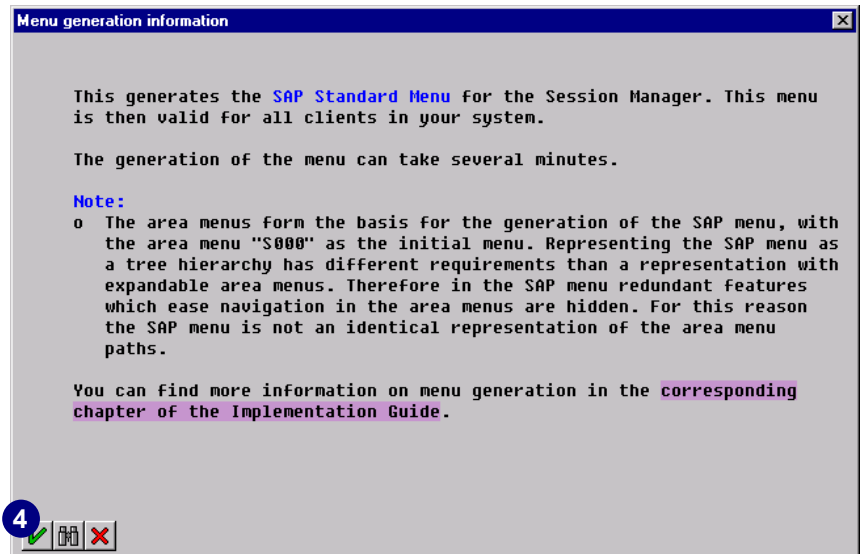 Menu generation information
This generates the SAP Standard Menu for the Session Manager. This menu
is then valid for all clients in your system.
The generation of the menu can take several minutes.
Note:
o The area menus form the basis for the generation of the SAP menu, with
the area menu "S000" as the initial menu. Representing the SAP menu as
a tree hierarchy has different requirements than a representation with
expandable area menus. Therefore in the SAP menu redundant features
which ease navigation in the area menus are hidden. For this reason
the SAP menu is not an identical representation of the area menu
paths.
You can find more information on menu generation in the corresponding
chapter of the Implementation Guide.
4